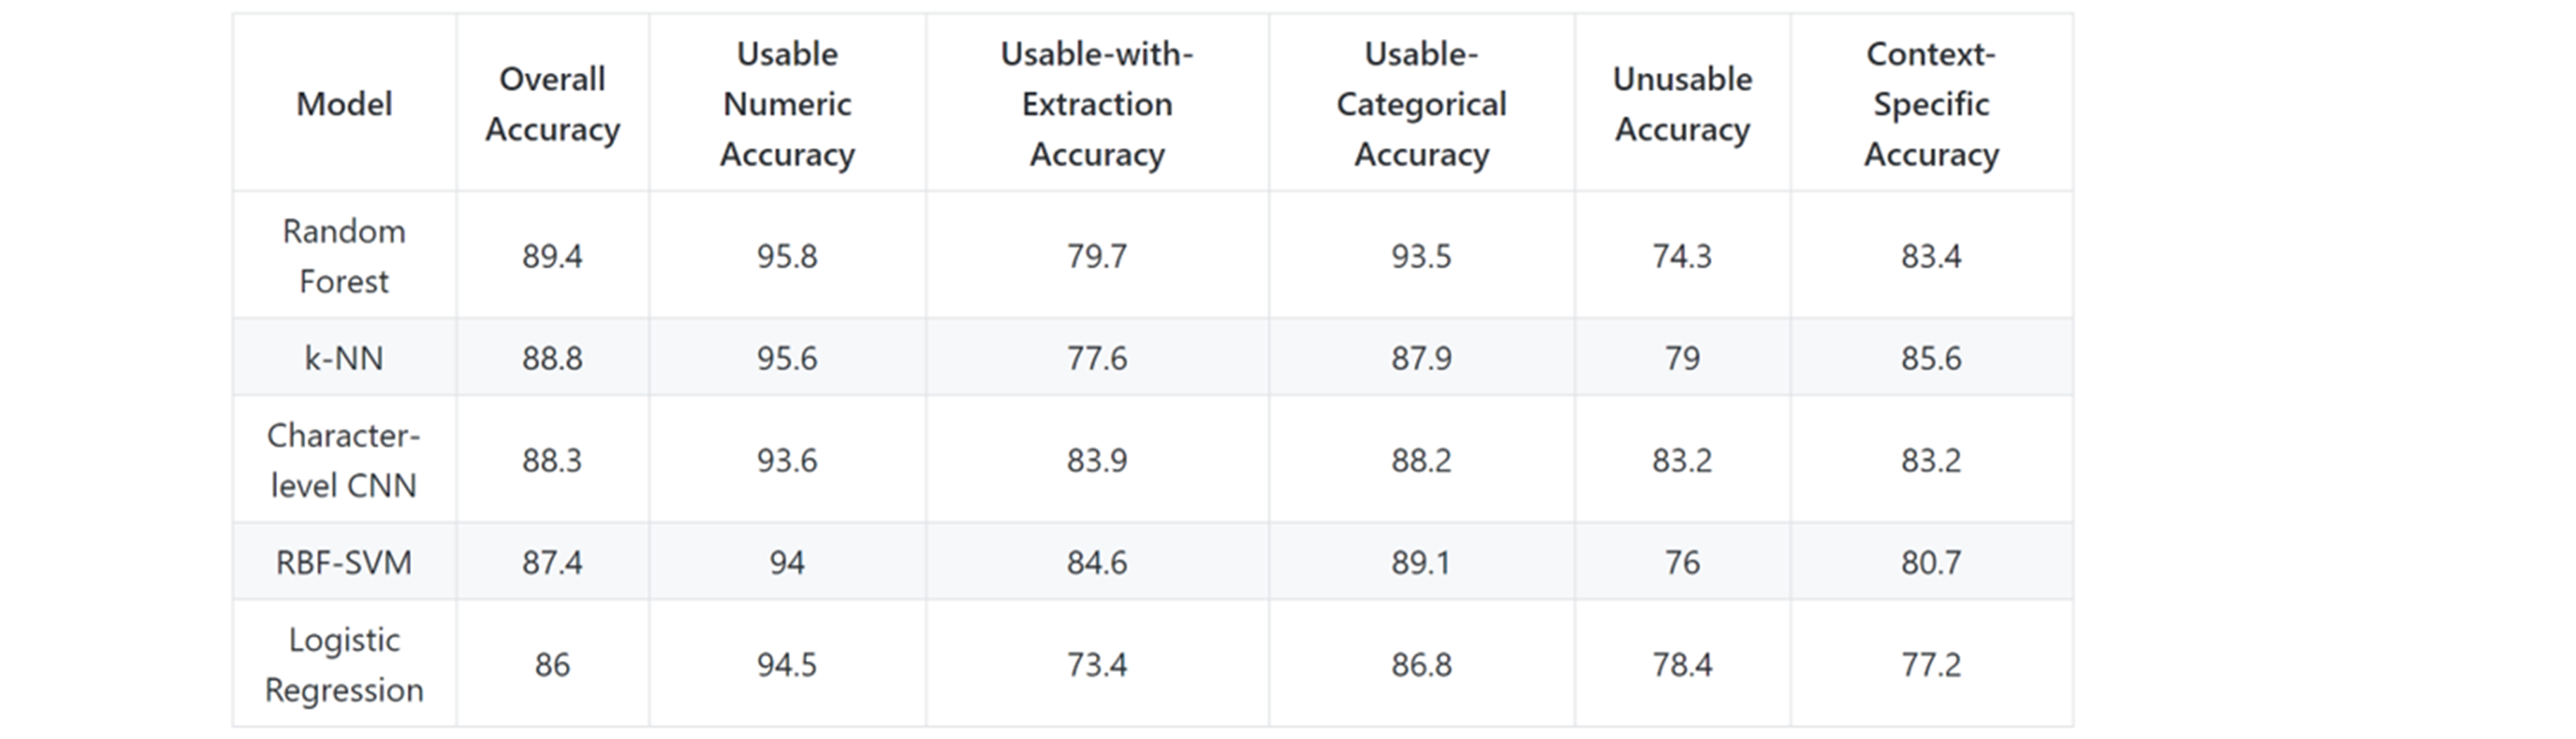 Model
Overall
Accuracy
Usable
Numeric
Accuracy
Usable-with-
Extraction
Accuracy
Usable-
Categorical
Accuracy
Unusable
Accuracy
Context-
Specific
Accuracy
Random
Forest
89.4
95.8
79.7
93.5
74.3
83.4
k-NN
88.8
95.6
77.6
87.9
79
85.6
Character-
level CNN
88.3
93.6
83.9
88.2
83.2
83.2
RBF-SVM
87.4
94
84.6
89.1
76
80.7
Logistic
Regression
86
94.5
73.4
86.8
78.4
77.2